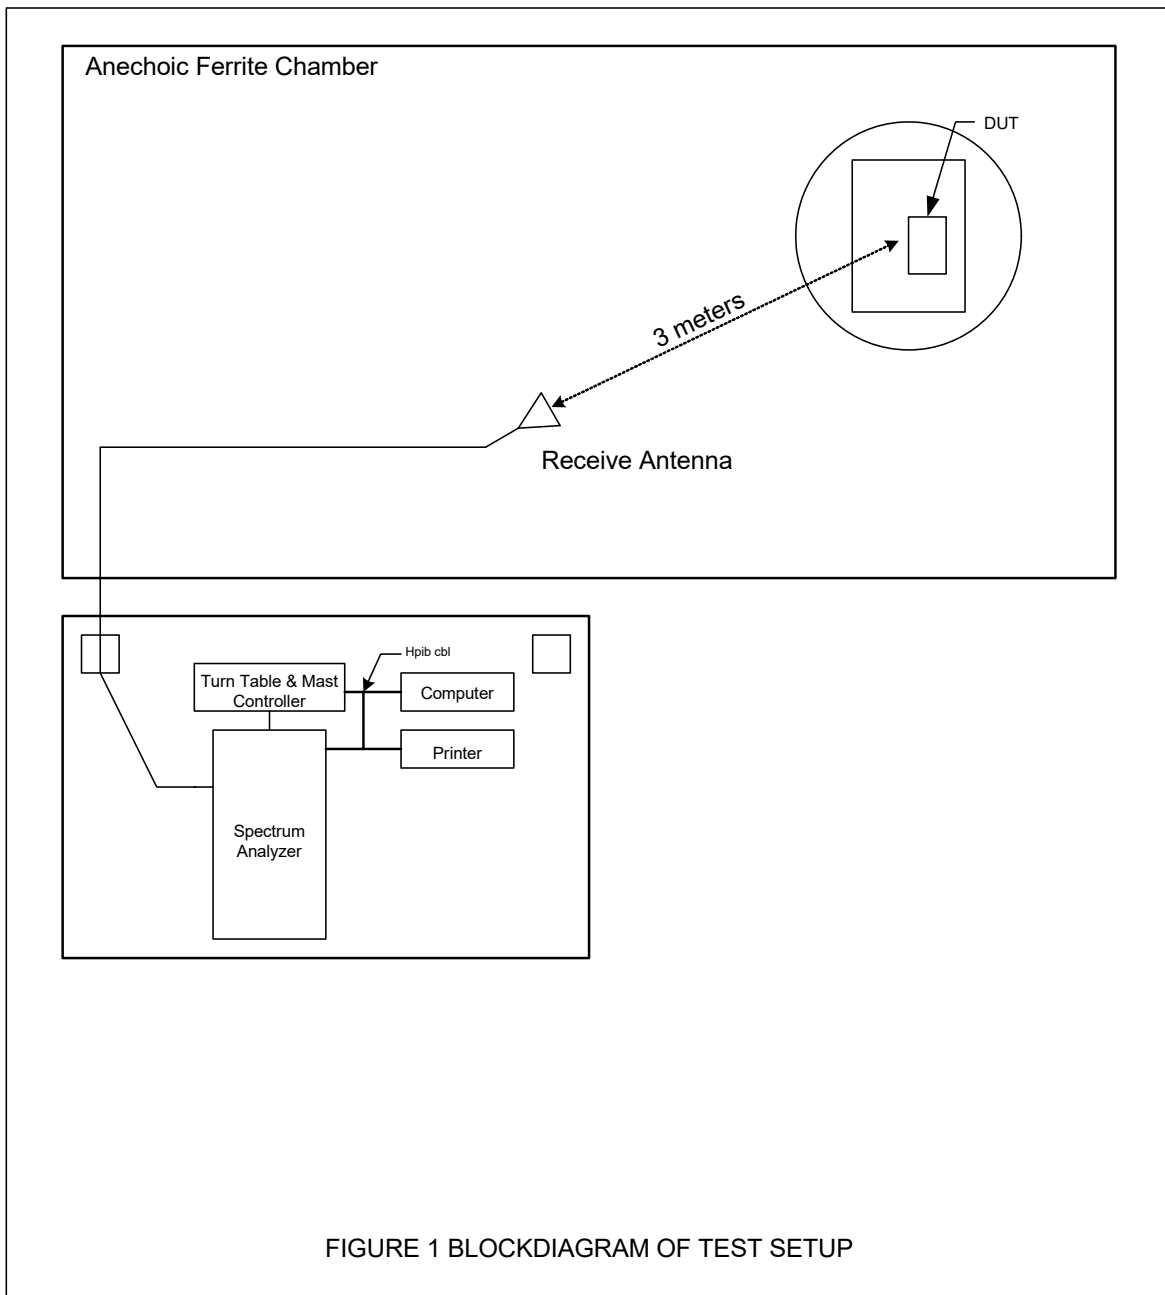 Anechoic Ferrite Chamber
DUT
3 meters
Receive Antenna
Hpib cbl
Turn Table & Mast
Controller
Computer
Printer
Spectrum
Analyzer
FIGURE 1 BLOCKDIAGRAM OF TEST SETUP